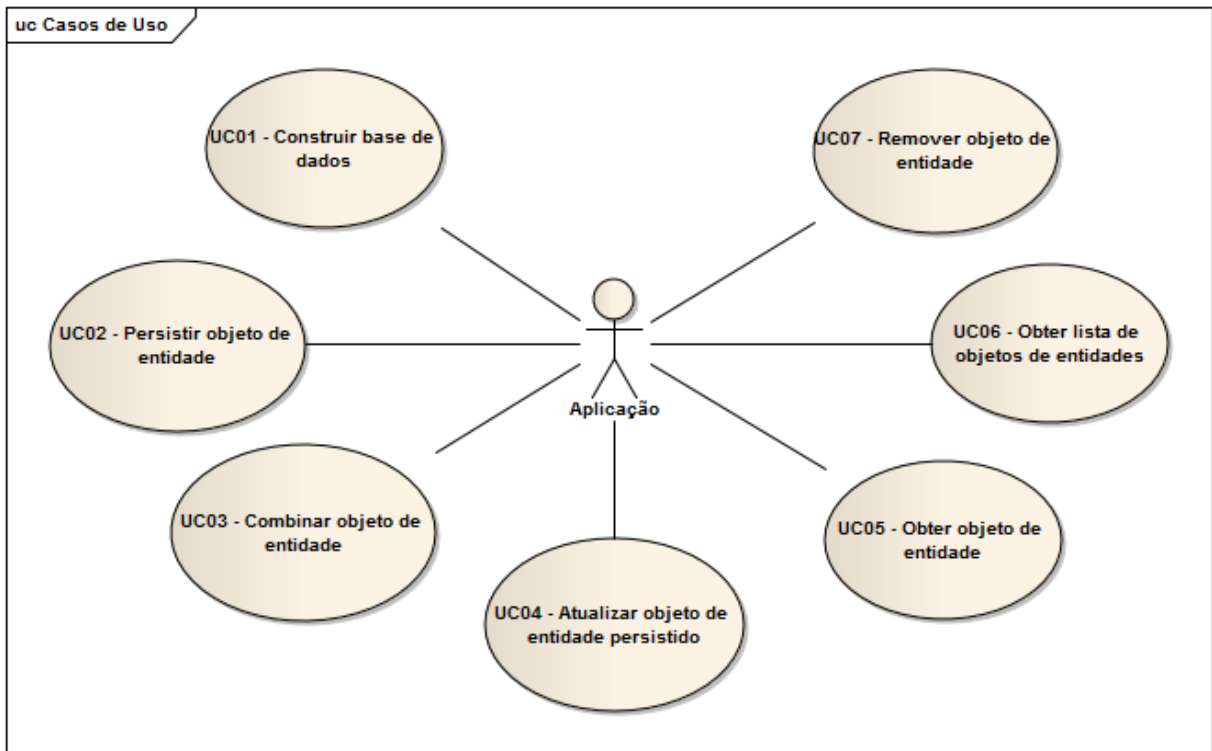 uc Casos de Uso
UC01 - Construir base de
dados
UC07 - Remover objeto de
entidade
UC02 - Persistir objeto de
entidade
UC06 - Obter lista de
objetos de entidades
Aplicação
UC03 - Combinar objeto de
entidade
UC05 - Obter objeto de
entidade
UC04 - Atualizar objeto de
entidade persistido